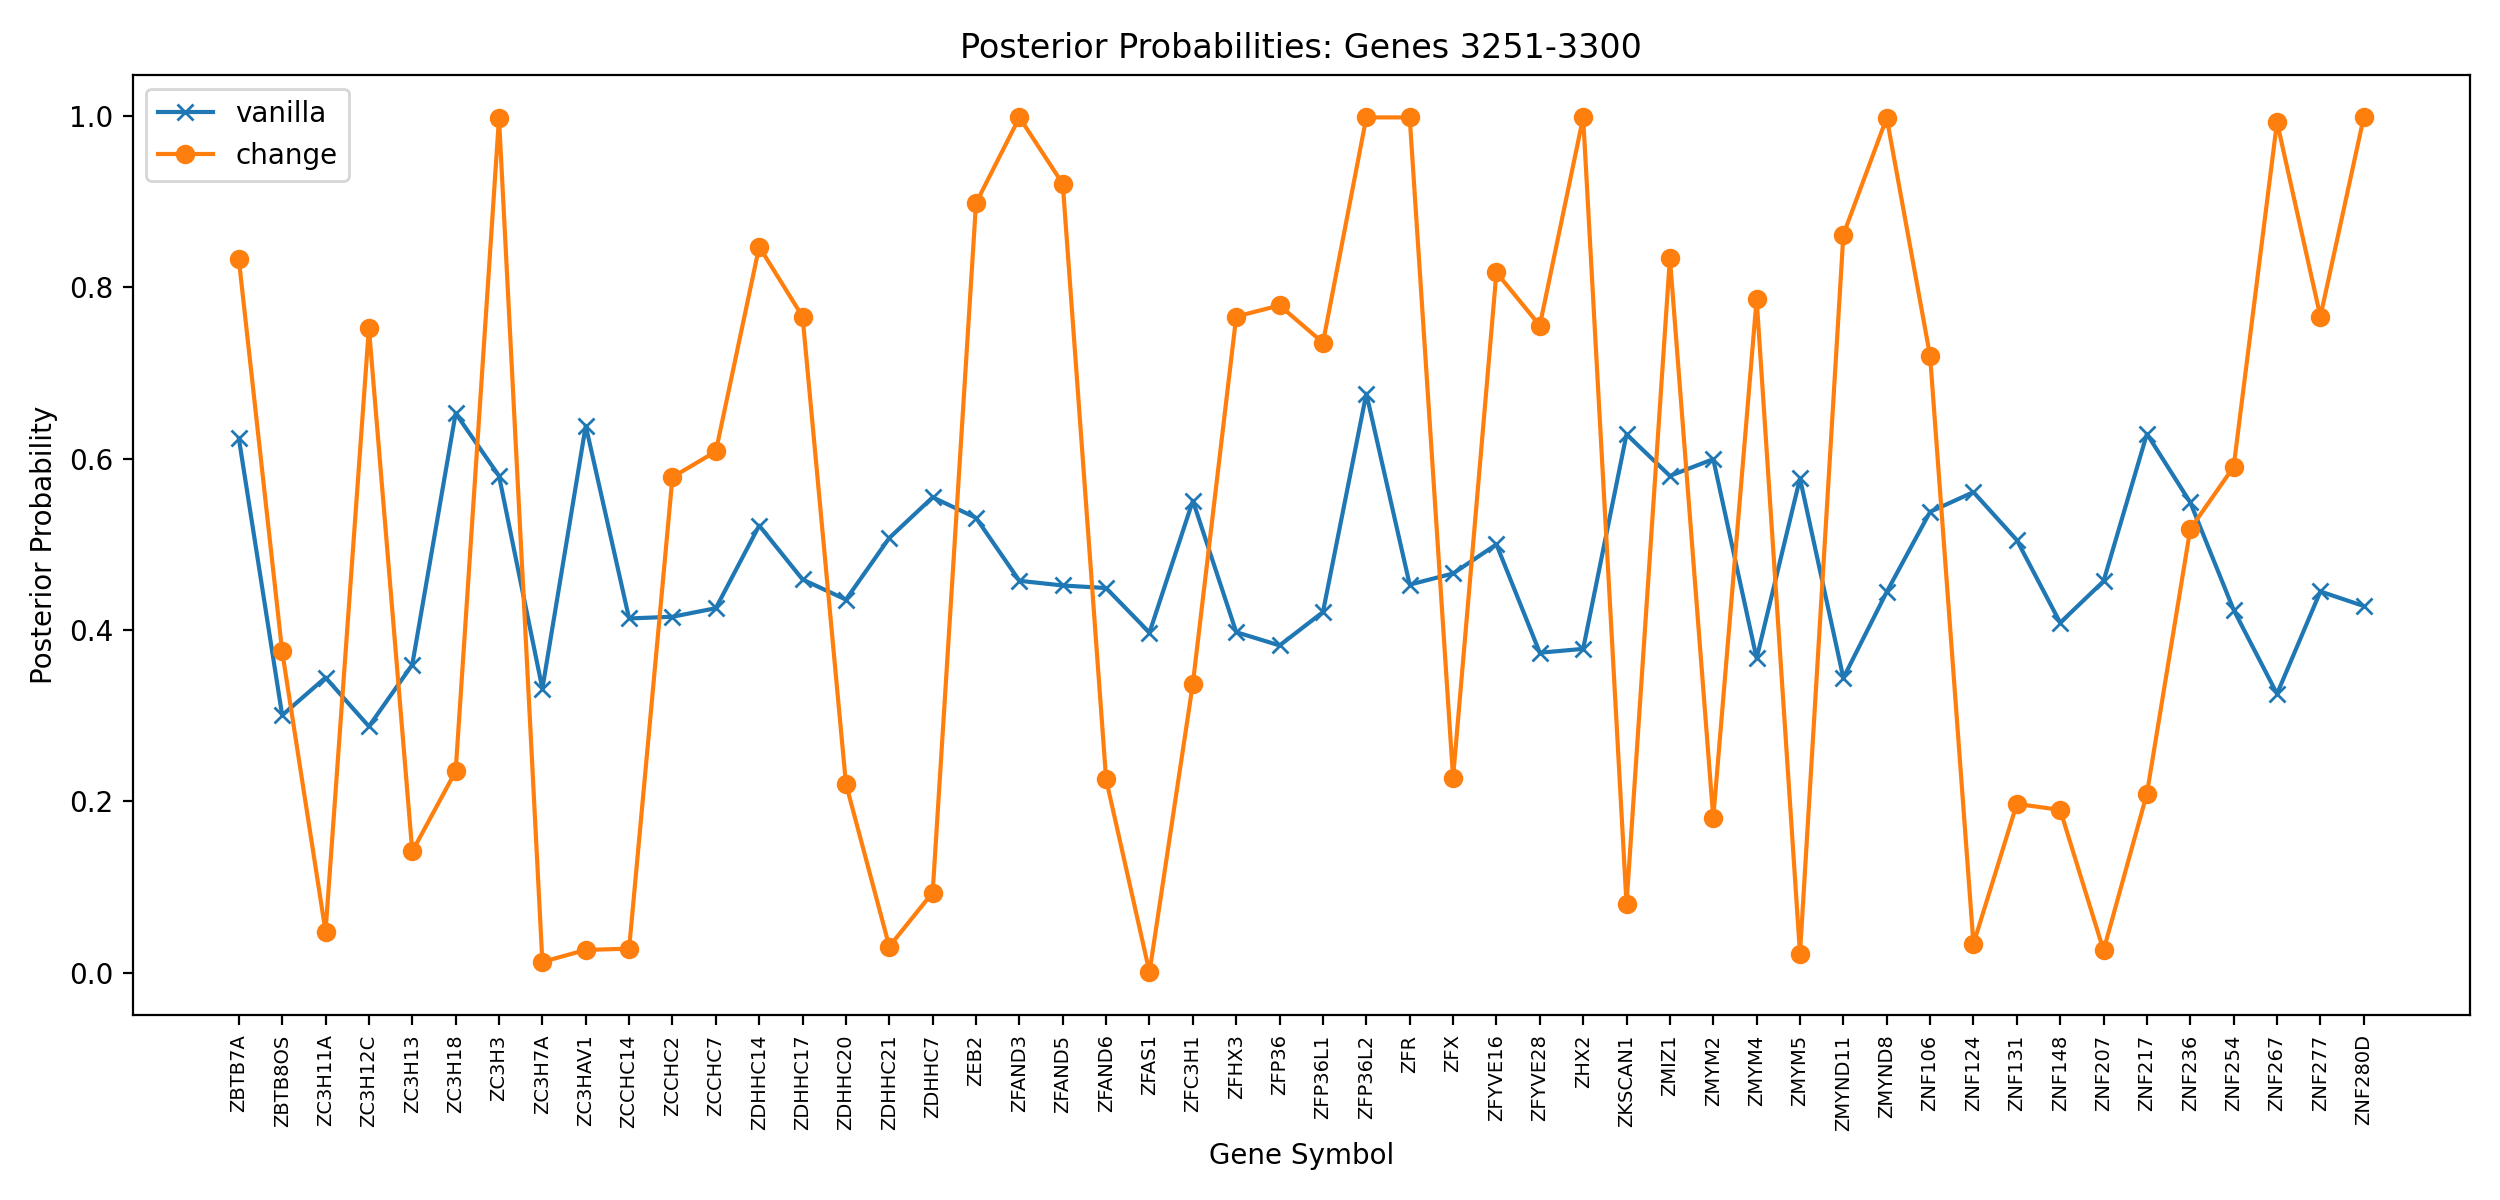 Posterior Probabilities: Genes 3251-3300
vanilla
change
Posterior Probability
1.0
0.8
0.6
0.4
0.2
0.0
ZBTB7A
ZBTB8OS
ZC3H11A
ZC3H12C
ZC3H13
ZC3H18
ZC3H3
ZC3H7A
ZC3HAV1
ZCCHC14
ZCCHC2
ZCCHC7
ZDHHC14
ZDHHC17
ZDHHC20
ZDHHC21
ZDHHC7
ZEB2
ZFAND3
ZFAND5
ZFAND6
ZFAS1
ZFC3H1
ZFHX3
ZFP36
ZFP36L1
ZFP36L2
ZFR
ZFX
ZFYVE16
ZFYVE28
ZHX2
ZKSCAN1
ZMIZ1
ZMYM2
ZMYM4
ZMYM5
ZMYND11
ZMYND8
ZNF106
ZNF124
ZNF131
ZNF148
ZNF207
ZNF217
ZNF236
ZNF254
ZNF267
ZNF277
ZNF280D
Gene Symbol